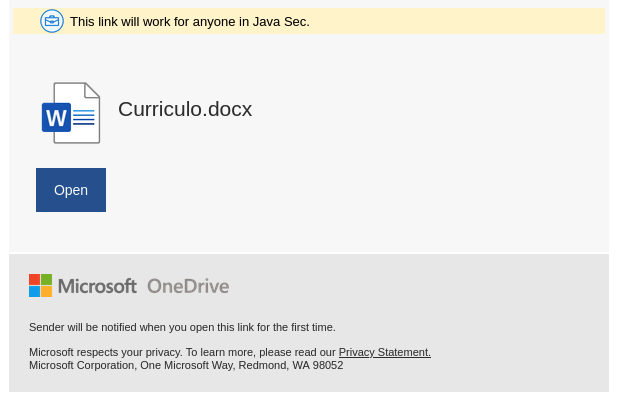 This link will work for anyone in Java Sec.
W
Curriculo.docx
Open
Microsoft OneDrive
Sender will be notified when you open this link for the first time.
Microsoft respects your privacy. To learn more, please read our Privacy Statement.
Microsoft Corporation, One Microsoft Way, Redmond, WA 98052